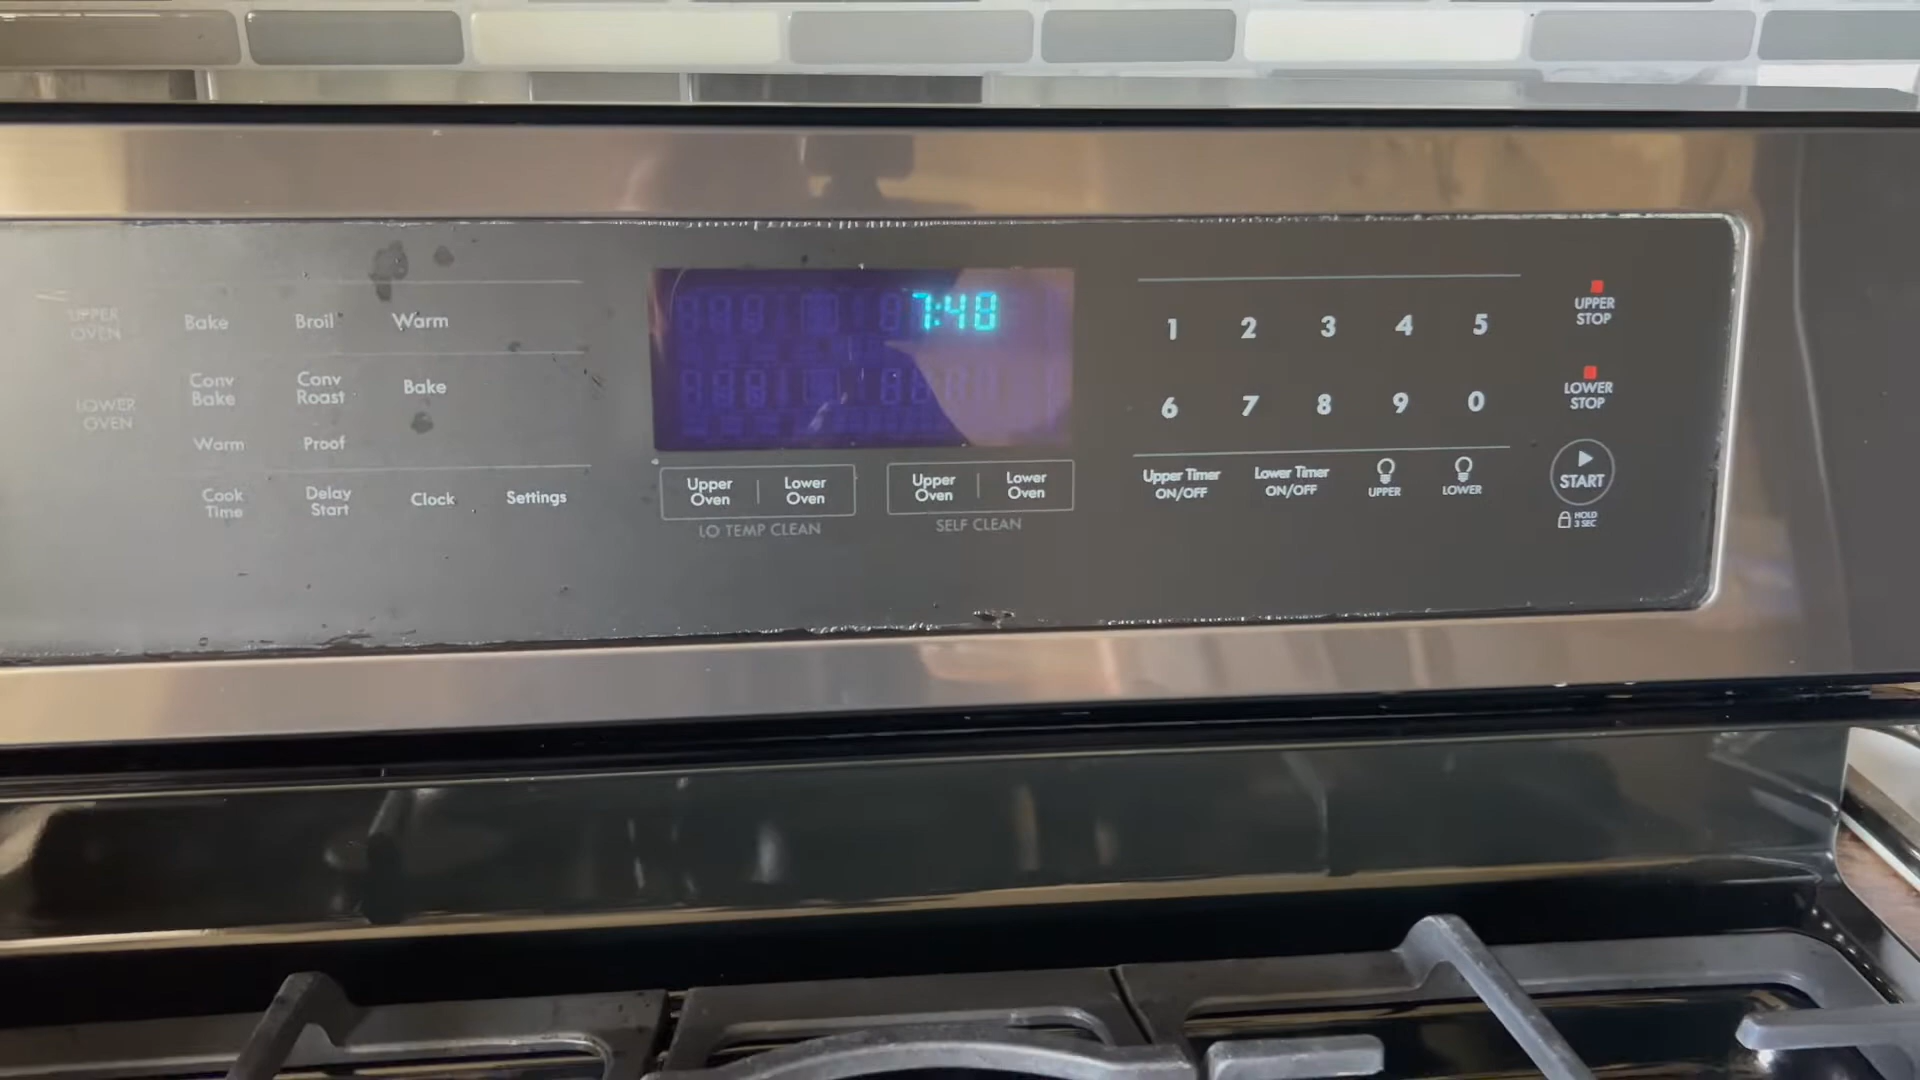 7:48
UPPER
OVEN
Bake
Broil
Warm
LOWER
OVEN
Conv
Bake
Conv
Roast
Bake
Warm
Proof
Cook
Time
Delay
Start
Clock
Settings
Upper
Oven
Lower
Oven
LO TEMP CLEAN
Upper
Oven
Lower
Oven
SELF CLEAN
1 2 3 4 5
6 7 8 9 0
Upper Timer
ON/OFF
Lower Timer
ON/OFF
UPPER
LOWER
UPPER
STOP
LOWER
STOP
START
HOLD
3 SEC